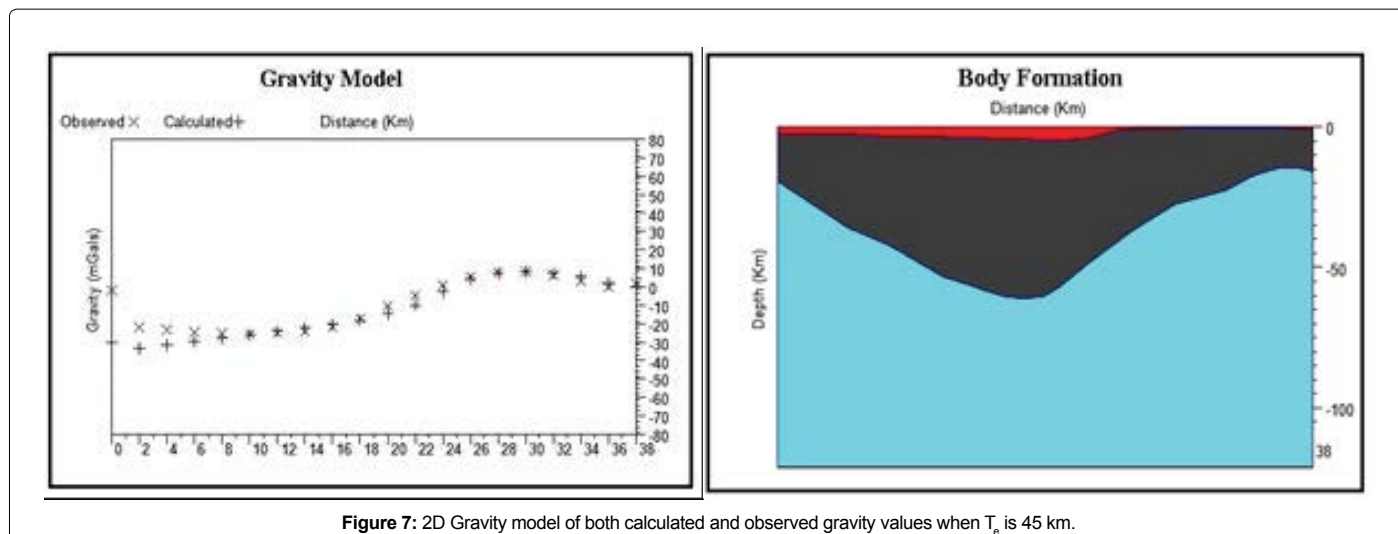 Gravity Model
Observed× Calculated+ Distance (Km)
Gravity (mGals)
80
70
60
50
40
30
20
10
0
-10
-20
-30
-40
-50
-60
-70
-80
0 2 4 6 8 10 12 14 16 18 20 22 24 26 28 30 32 34 36 38
Body Formation
Distance (Km)
Depth (Km)
0
-50
-100
38
Figure 7: 2D Gravity model of both calculated and observed gravity values when Te is 45 km.